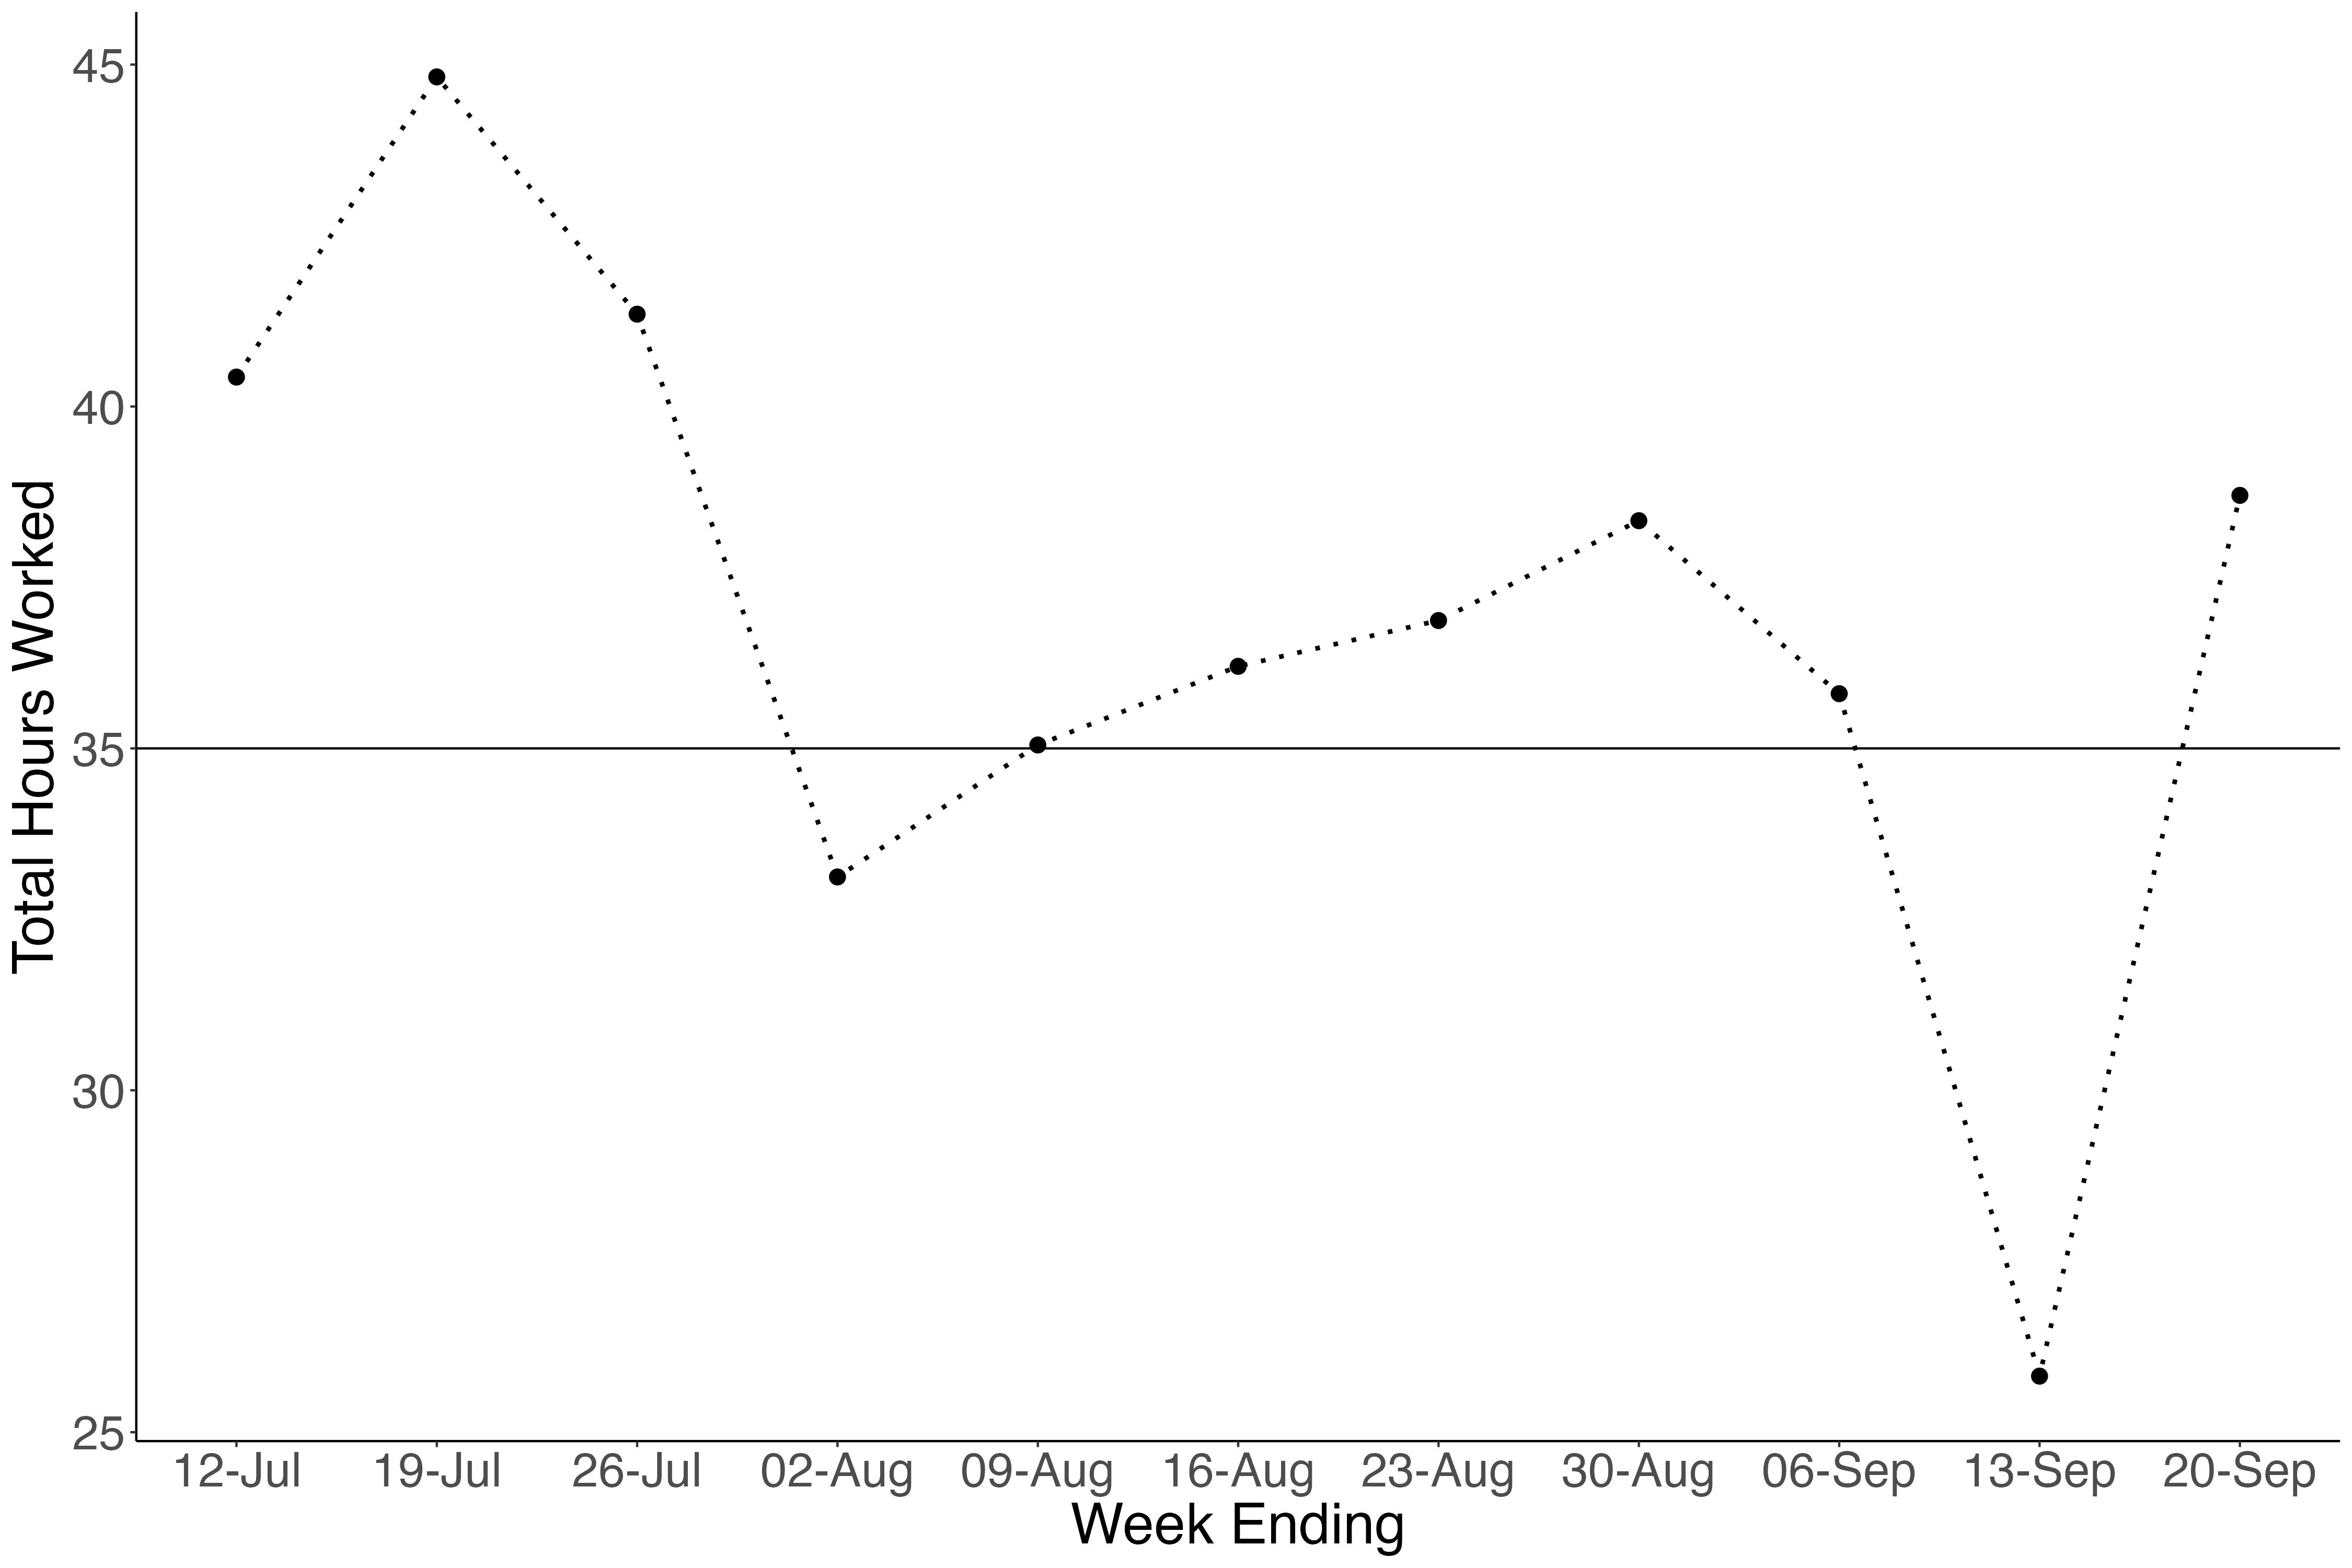 Total Hours Worked
45
40
35
30
25
12-Jul 19-Jul 26-Jul 02-Aug 09-Aug 16-Aug 23-Aug 30-Aug 06-Sep 13-Sep 20-Sep
Week Ending